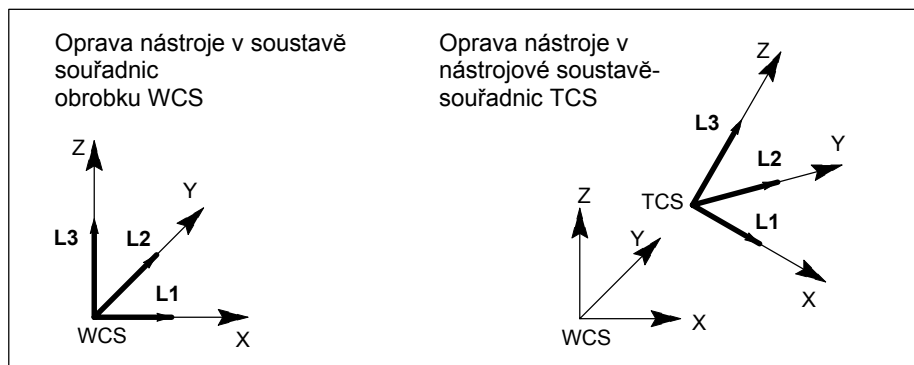 Oprava nástroje v soustavě
souřadnic
obrobku WCS
Z
Y
L3
L2
L1
WCS
X
Oprava nástroje v
nástrojové soustavě-
souřadnic TCS
Z
L3
L2
Y
TCS
L1
X
Z
Y
X
WCS